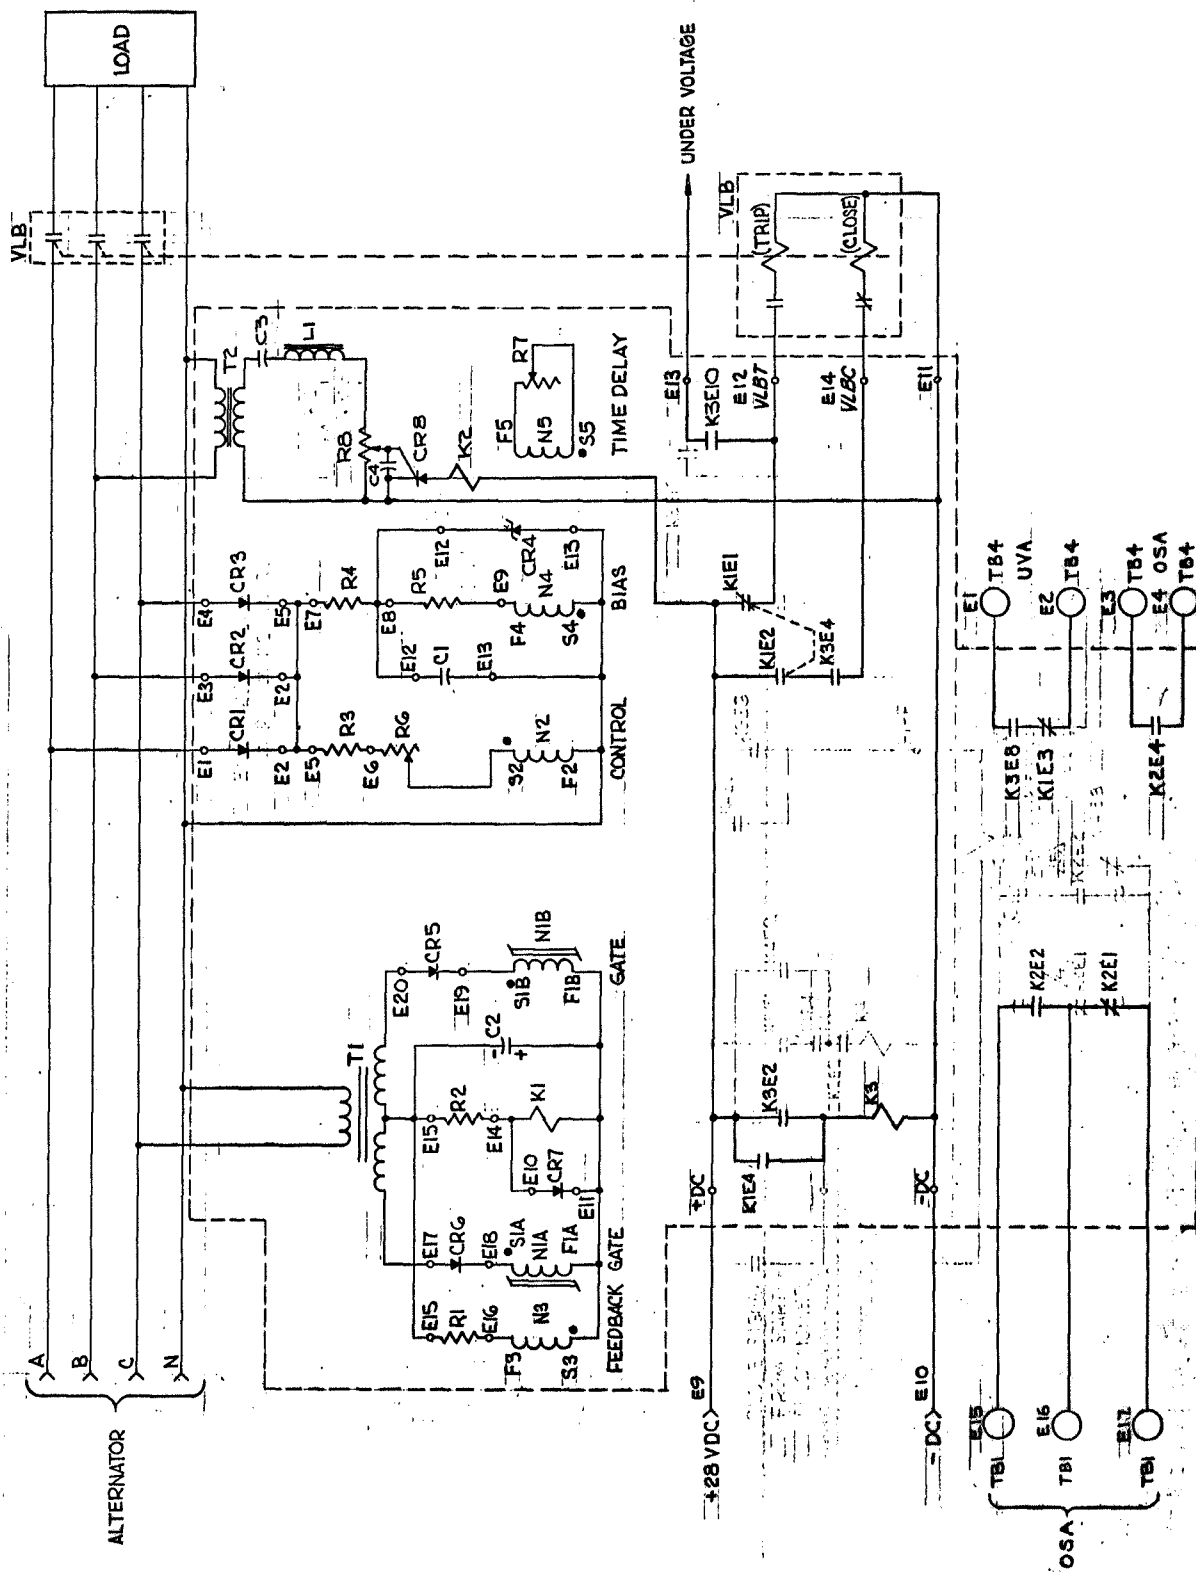 ALTERNATOR
A
B
C
N
VLB
LOAD
T1
T2
C3
L1
E1
CR1
E2
E3
CR2
E2
E4
CR3
E5
E5
R3
E6
R6
S2
N2
F2
CONTROL
E7
R4
E8
R5
E9
F4
N4
S4
BIAS
E12
C1
E13
E12
CR4
E13
R8
C4
CR8
K2
F5
N5
S5
R7
TIME DELAY
E15
R1
E16
F3
N3
S3
FEEDBACK
E17
CR6
E18
S1A
N1A
F1A
GATE
E15
R2
E14
K1
E10
CR7
E11
- C2
+
E20
CR5
E19
S1B
N1B
F1B
GATE
+28 VDC
E9
+DC
K1E4
K3E2
K3
K1E2
K3E4
K1E1
E13
K3E10
E12
VLBT
E14
VLBC
E11
UNDER VOLTAGE
VLB
(TRIP)
(CLOSE)
-DC
E10
-DC
OSA
TB1
E15
TB1
E16
TB1
E17
K2E2
K2E1
K3E8
K1E3
K2E4
E1
TB4
UVA
E2
TB4
E3
TB4
OSA
E4
TB4